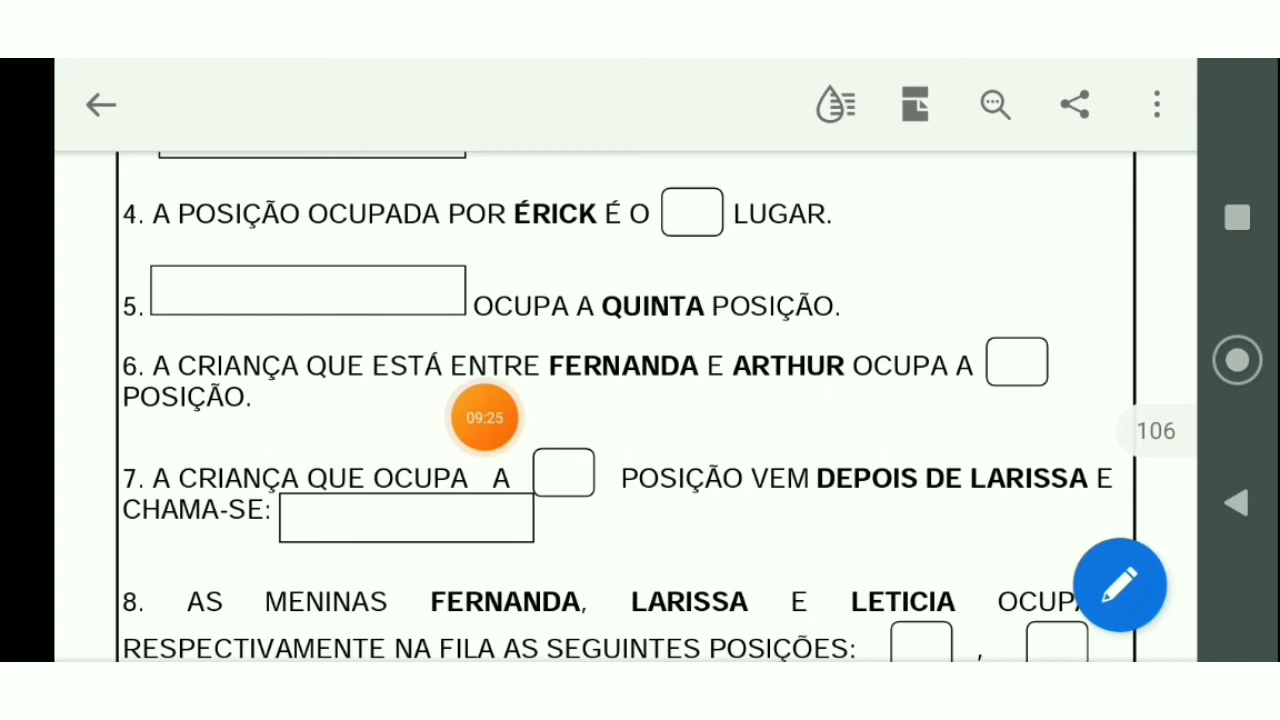 4. A POSIÇÃO OCUPADA POR ÉRICK É O LUGAR.
5. OCUPA A QUINTA POSIÇÃO.
6. A CRIANÇA QUE ESTÁ ENTRE FERNANDA E ARTHUR OCUPA A
POSIÇÃO.
09:25
106
7. A CRIANÇA QUE OCUPA A POSIÇÃO VEM DEPOIS DE LARISSA E
CHAMA-SE:
8. AS MENINAS FERNANDA, LARISSA E LETICIA
RESPECTIVAMENTE NA FILA AS SEGUINTES POSIÇÕES: ,